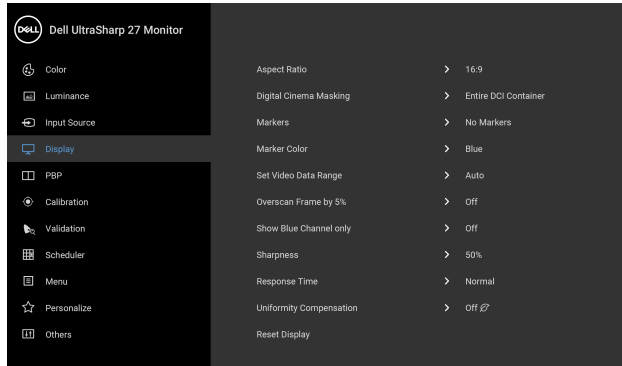 DELL Dell UltraSharp 27 Monitor
Color
Luminance
Input Source
Display
PBP
Calibration
Validation
Scheduler
Menu
Personalize
Others
Aspect Ratio > 16:9
Digital Cinema Masking > Entire DCI Container
Markers > No Markers
Marker Color > Blue
Set Video Data Range > Auto
Overscan Frame by 5% > Off
Show Blue Channel only > Off
Sharpness > 50%
Response Time > Normal
Uniformity Compensation > Off
Reset Display